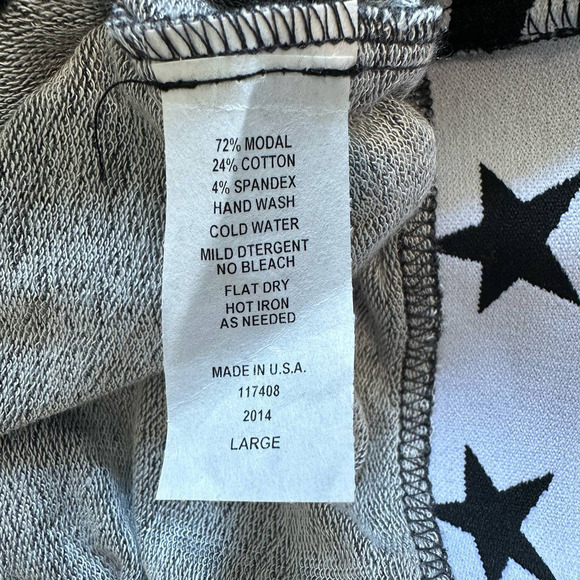 72% MODAL
24% COTTON
4% SPANDEX
HAND WASH
COLD WATER
MILD DTERGENT
NO BLEACH
FLAT DRY
HOT IRON
AS NEEDED
MADE IN U.S.A.
117408
2014
LARGE